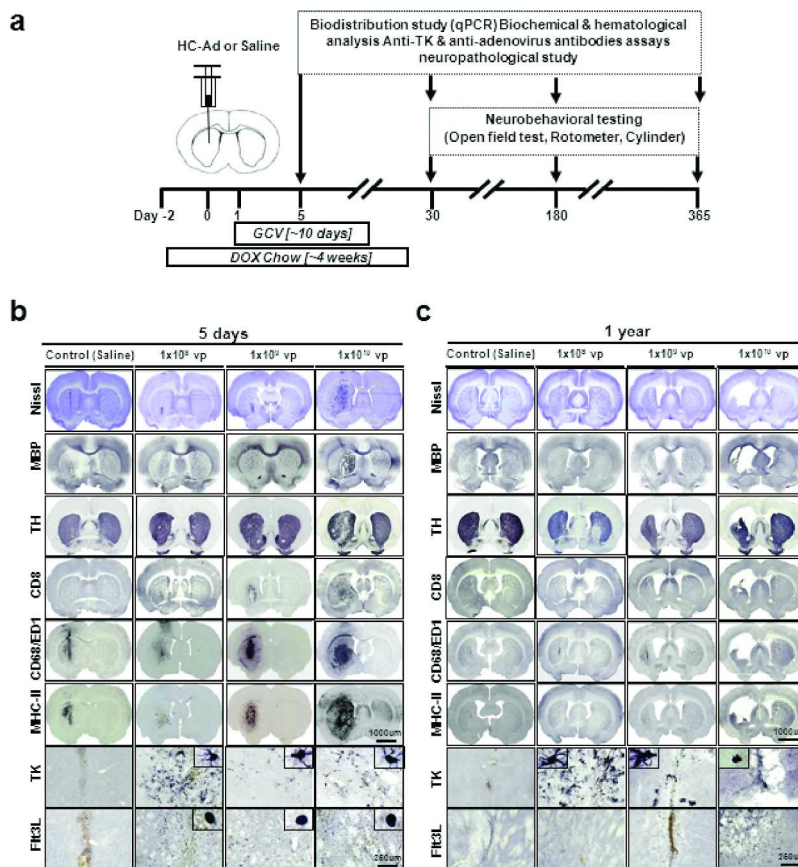 a
HC-Ad or Saline
Biodistribution study (qPCR) Biochemical & hematological
analysis Anti-TK & anti-adenovirus antibodies assays
neuropathological study
Neurobehavioral testing
(Open field test, Rotometer, Cylinder)
Day -2 0 1 5 30 180 365
GCV [~10 days]
DOX Chow [~4 weeks]
b
5 days
Control (Saline) 1x10⁸ vp 1x10⁹ vp 1x10¹⁰ vp
Nissl
MBP
TH
CD8
CD68/ED1
MHC-II
1000um
TK
Flt3L
250um
c
1 year
Control (Saline) 1x10⁸ vp 1x10⁹ vp 1x10¹⁰ vp
Nissl
MBP
TH
CD8
CD68/ED1
MHC-II
1000um
TK
Flt3L
250um